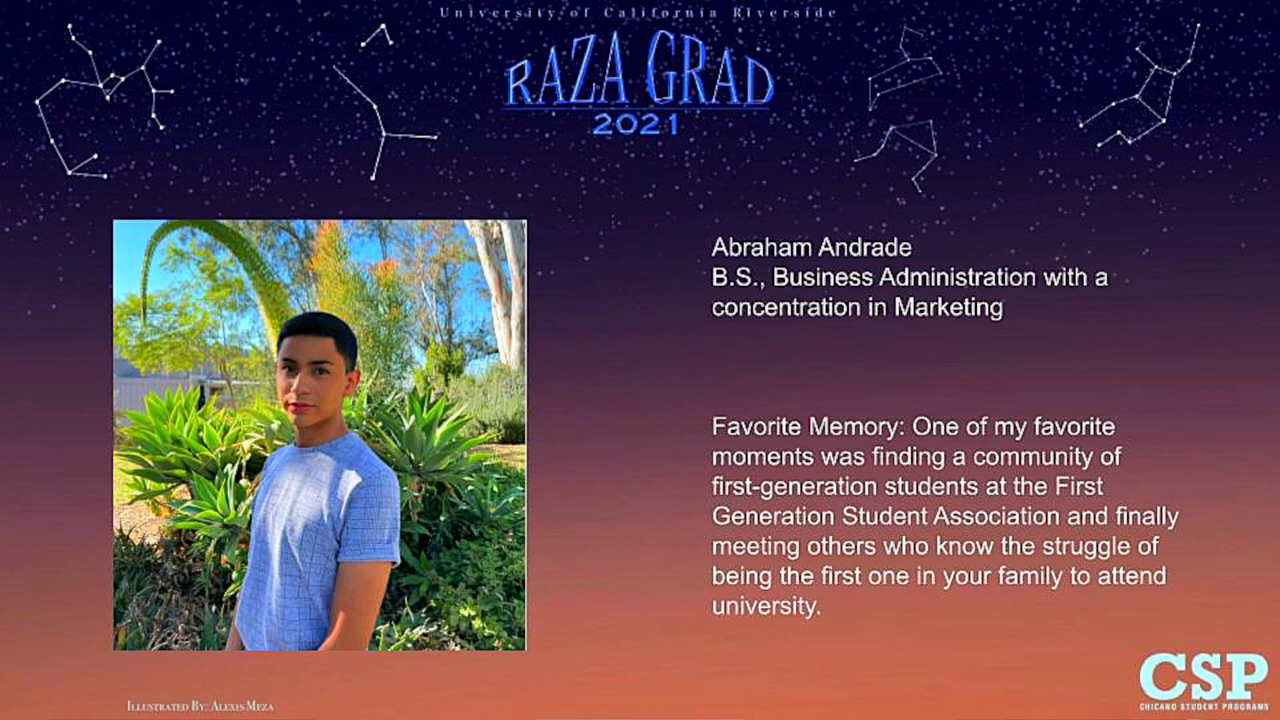 University of California Riverside
RAZA GRAD
2021
Abraham Andrade
B.S., Business Administration with a
concentration in Marketing
Favorite Memory: One of my favorite
moments was finding a community of
first-generation students at the First
Generation Student Association and finally
meeting others who know the struggle of
being the first one in your family to attend
university.
Illustrated By: Alexis Meza
CSP
CHICANO STUDENT PROGRAMS